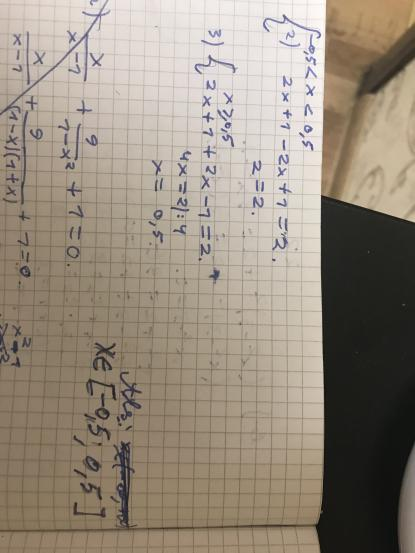 -0,5 < x < 0,5
2) 2x+1-2x+1=2.
2=2.
3) { x ≥ 0,5
2x+1+2x-1=2.
4x=2|:4
x=0,5.
x/(x-1) + 9/(1-x²) + 1=0.
x/(x-1) + 9/((1-x)(1+x)) + 1=0.
x∈[-0,5; 0,5]